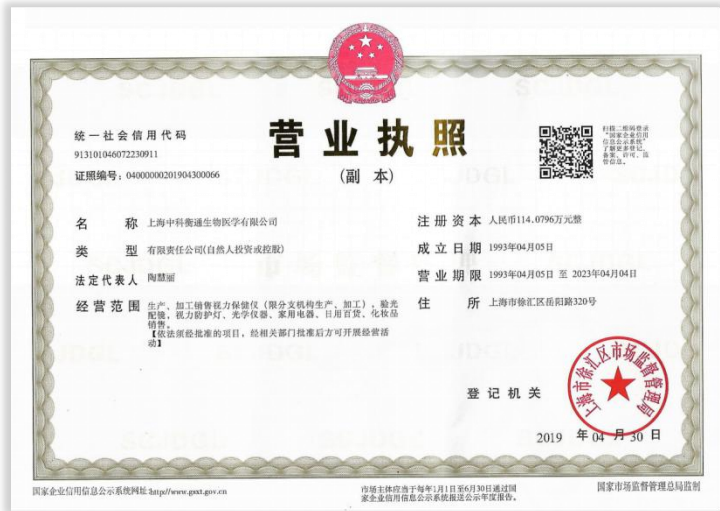 统一社会信用代码
913101046072230911
证照编号：04000000201904300066
营业执照
（副本）
扫描二维码登录
“国家企业信用
信息公示系统”
了解更多登记、
备案、许可、监
管信息。
名 称 上海中科衡通生物医学有限公司
类 型 有限责任公司(自然人投资或控股)
法定代表人 陶慧丽
经营范围 生产、加工销售视力保健仪（限分支机构生产、加工），验光
配镜，视力防护灯、光学仪器、家用电器、日用百货、化妆品
销售。
【依法须经批准的项目，经相关部门批准后方可开展经营活
动】
注册资本 人民币114.0796万元整
成立日期 1993年04月05日
营业期限 1993年04月05日 至 2023年04月04日
住 所 上海市徐汇区岳阳路320号
登记机关
上海市徐汇区市场监督管理局
2019 年 04 月 30 日
国家企业信用信息公示系统网址:http://www.gsxt.gov.cn
市场主体应当于每年1月1日至6月30日通过国
家企业信用信息公示系统报送公示年度报告。
国家市场监督管理总局监制